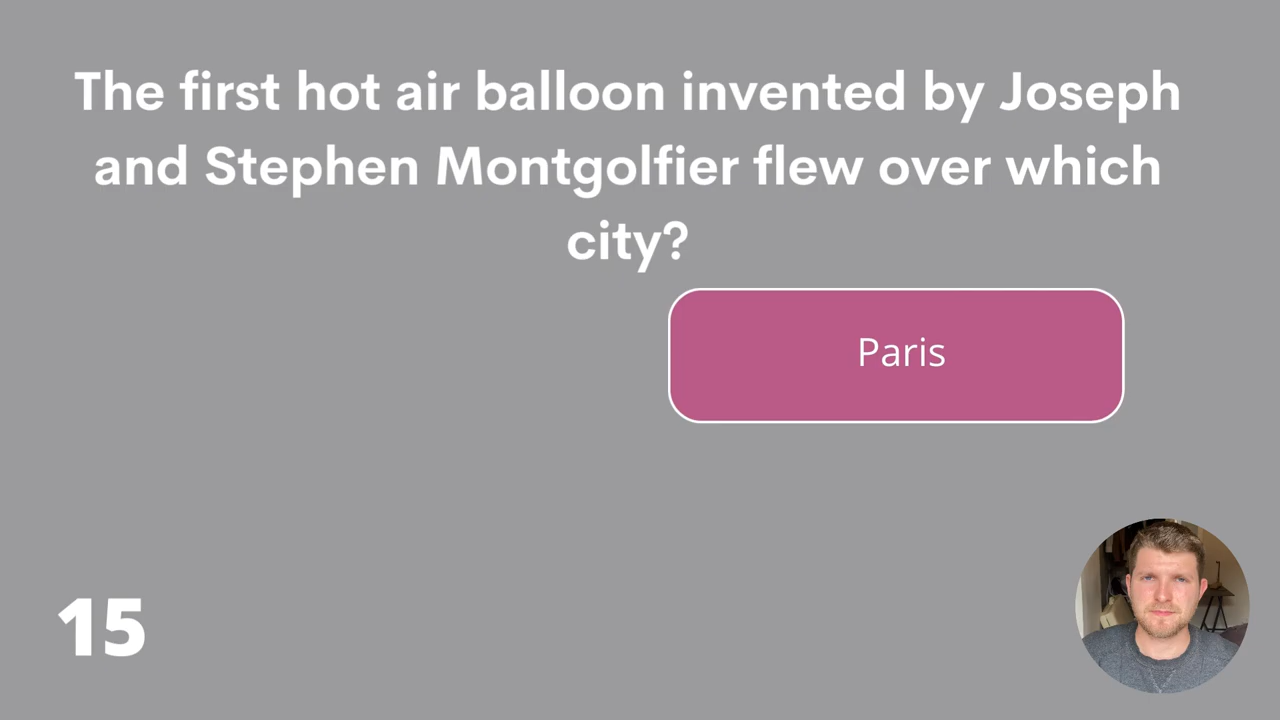 The first hot air balloon invented by Joseph
and Stephen Montgolfier flew over which
city?
Paris
15